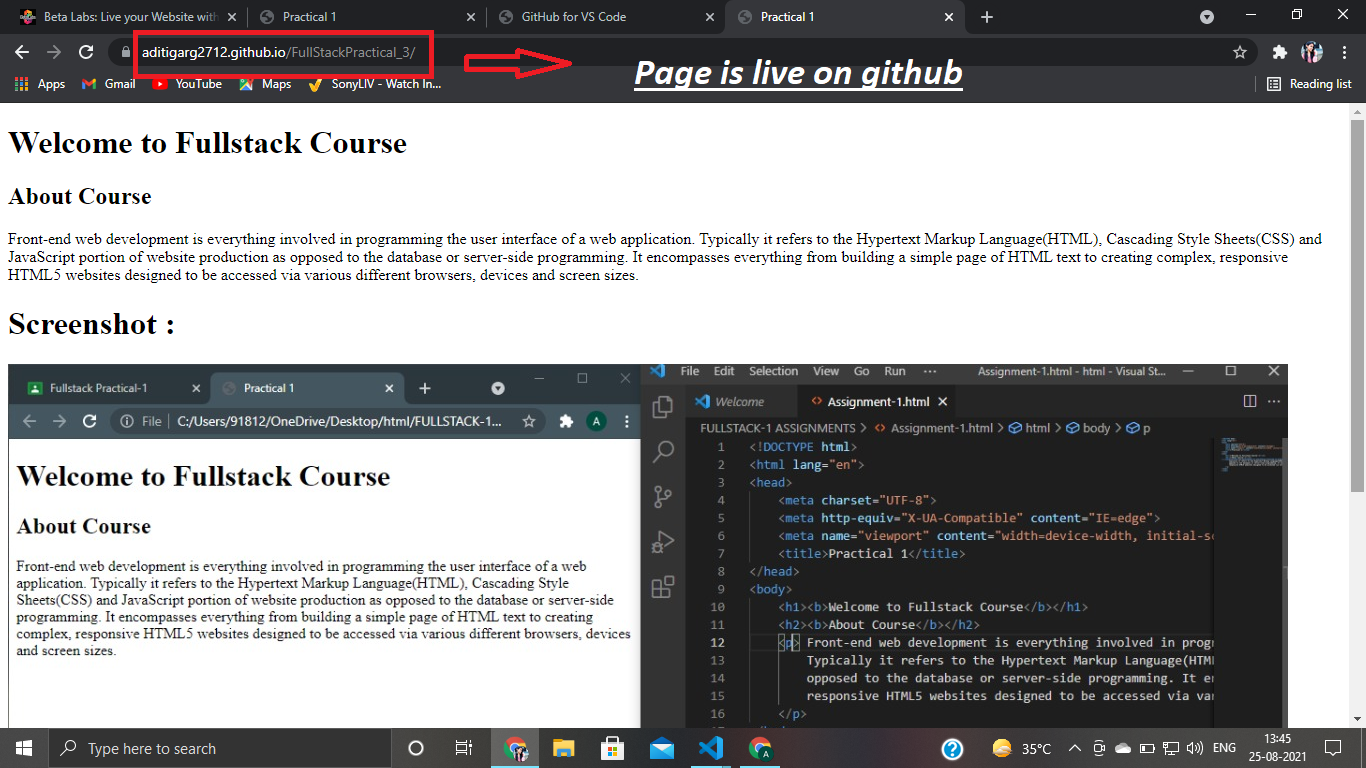 Beta Labs: Live your Website with
Practical 1
GitHub for VS Code
Practical 1
aditigarg2712.github.io/FullStackPractical_3/
Page is live on github
Apps
Gmail
YouTube
Maps
SonyLIV - Watch In...
Reading list
Welcome to Fullstack Course
About Course
Front-end web development is everything involved in programming the user interface of a web application. Typically it refers to the Hypertext Markup Language(HTML), Cascading Style Sheets(CSS) and
JavaScript portion of website production as opposed to the database or server-side programming. It encompasses everything from building a simple page of HTML text to creating complex, responsive
HTML5 websites designed to be accessed via various different browsers, devices and screen sizes.
Screenshot :
Fullstack Practical-1
Practical 1
File
C:/Users/91812/OneDrive/Desktop/html/FULLSTACK-1...
A
Welcome to Fullstack Course
About Course
Front-end web development is everything involved in programming the user interface of a web
application. Typically it refers to the Hypertext Markup Language(HTML), Cascading Style
Sheets(CSS) and JavaScript portion of website production as opposed to the database or server-side
programming. It encompasses everything from building a simple page of HTML text to creating
complex, responsive HTML5 websites designed to be accessed via various different browsers, devices
and screen sizes.
File Edit Selection View Go Run ··· Assignment-1.html - html - Visual St...
Welcome
<> Assignment-1.html
FULLSTACK-1 ASSIGNMENTS > <> Assignment-1.html > html > body > p
1 <!DOCTYPE html>
2 <html lang="en">
3 <head>
4 <meta charset="UTF-8">
5 <meta http-equiv="X-UA-Compatible" content="IE=edge">
6 <meta name="viewport" content="width=device-width, initial-sc
7 <title>Practical 1</title>
8 </head>
9 <body>
10 <h1><b>Welcome to Fullstack Course</b></h1>
11 <h2><b>About Course</b></h2>
12 <p> Front-end web development is everything involved in progr
13 Typically it refers to the Hypertext Markup Language(HTML
14 opposed to the database or server-side programming. It en
15 responsive HTML5 websites designed to be accessed via var
16 </p>
Type here to search
A
35°C
ENG
13:45
25-08-2021